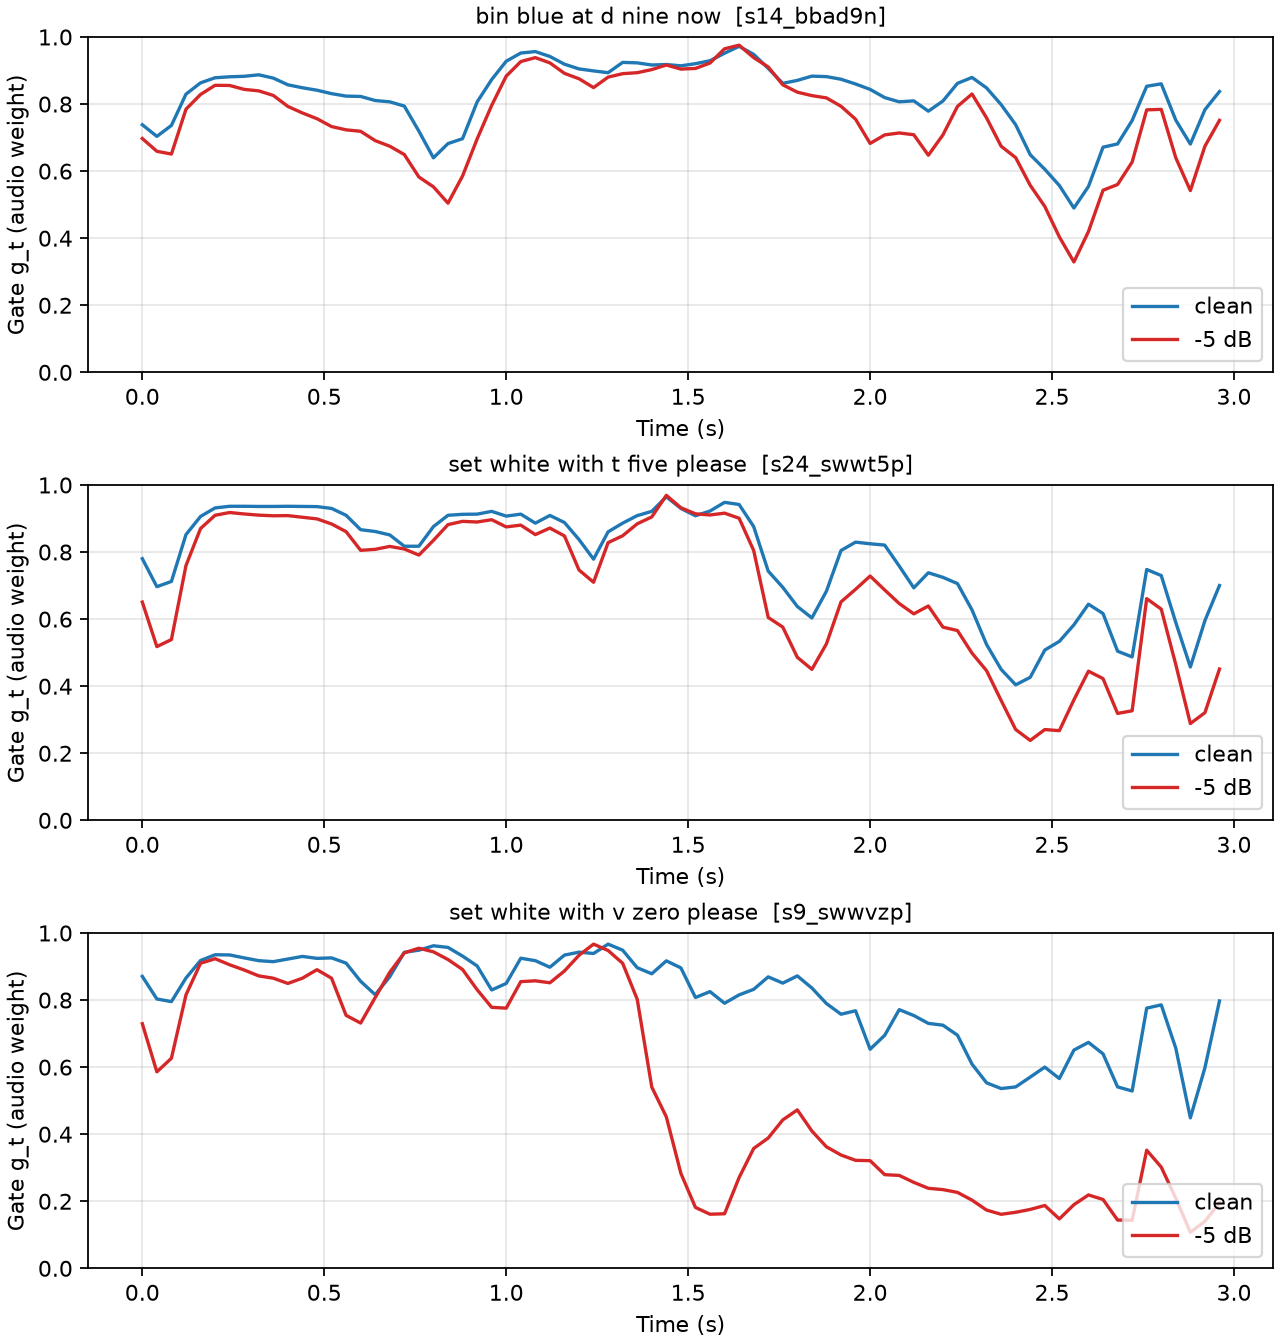 bin blue at d nine now [s14_bbad9n]
Gate g_t (audio weight)
1.0
0.8
0.6
0.4
0.2
0.0
clean
-5 dB
0.0 0.5 1.0 1.5 2.0 2.5 3.0
Time (s)
set white with t five please [s24_swwt5p]
Gate g_t (audio weight)
1.0
0.8
0.6
0.4
0.2
0.0
clean
-5 dB
0.0 0.5 1.0 1.5 2.0 2.5 3.0
Time (s)
set white with v zero please [s9_swwvzp]
Gate g_t (audio weight)
1.0
0.8
0.6
0.4
0.2
0.0
clean
-5 dB
0.0 0.5 1.0 1.5 2.0 2.5 3.0
Time (s)